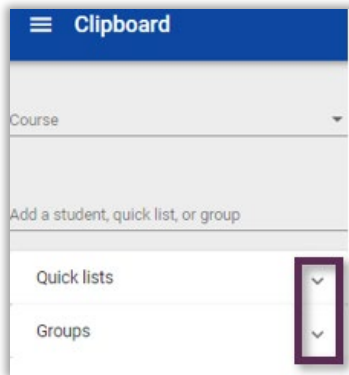 Clipboard
Course
Add a student, quick list, or group
Quick lists
Groups